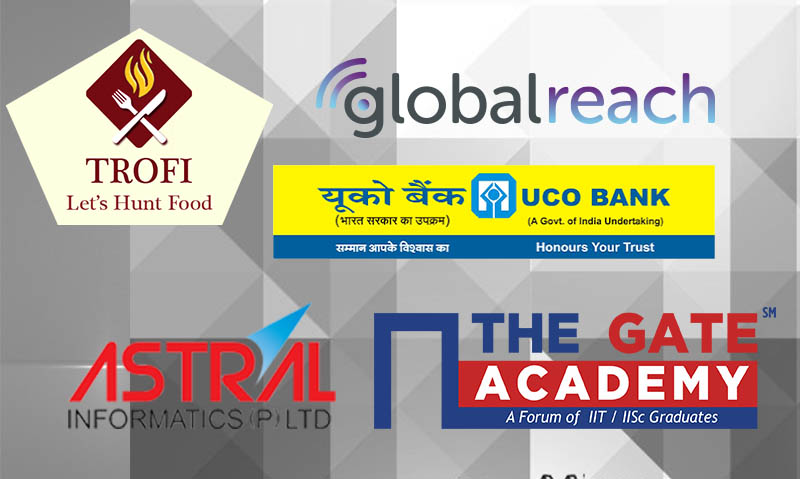 TROFI
Let's Hunt Food
globalreach
यूको बैंक UCO BANK
(भारत सरकार का उपक्रम) (A Govt. of India Undertaking)
सम्मान आपके विश्वास का Honours Your Trust
ASTRAL
INFORMATICS (P) LTD
THE GATE SM
ACADEMY
A Forum of IIT / IISc Graduates